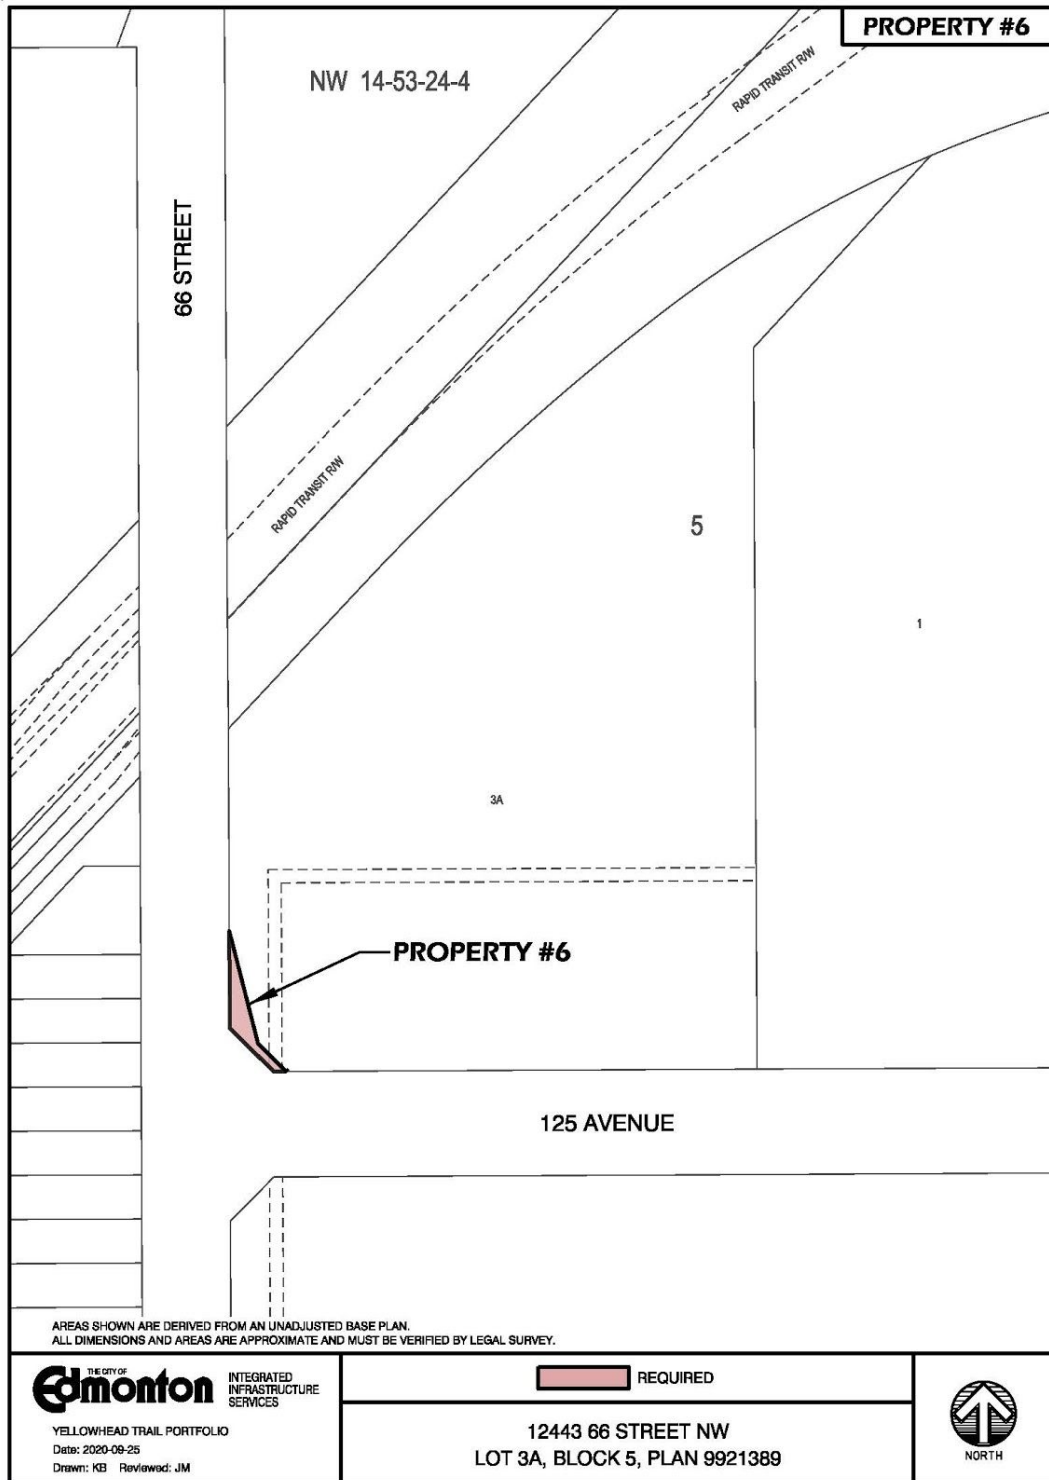 PROPERTY #6
NW 14-53-24-4
RAPID TRANSIT R/W
66 STREET
RAPID TRANSIT R/W
5
1
3A
PROPERTY #6
125 AVENUE
AREAS SHOWN ARE DERIVED FROM AN UNADJUSTED BASE PLAN.
ALL DIMENSIONS AND AREAS ARE APPROXIMATE AND MUST BE VERIFIED BY LEGAL SURVEY.
THE CITY OF
Edmonton
INTEGRATED
INFRASTRUCTURE
SERVICES
YELLOWHEAD TRAIL PORTFOLIO
Date: 2020-09-25
Drawn: KB Reviewed: JM
REQUIRED
12443 66 STREET NW
LOT 3A, BLOCK 5, PLAN 9921389
NORTH